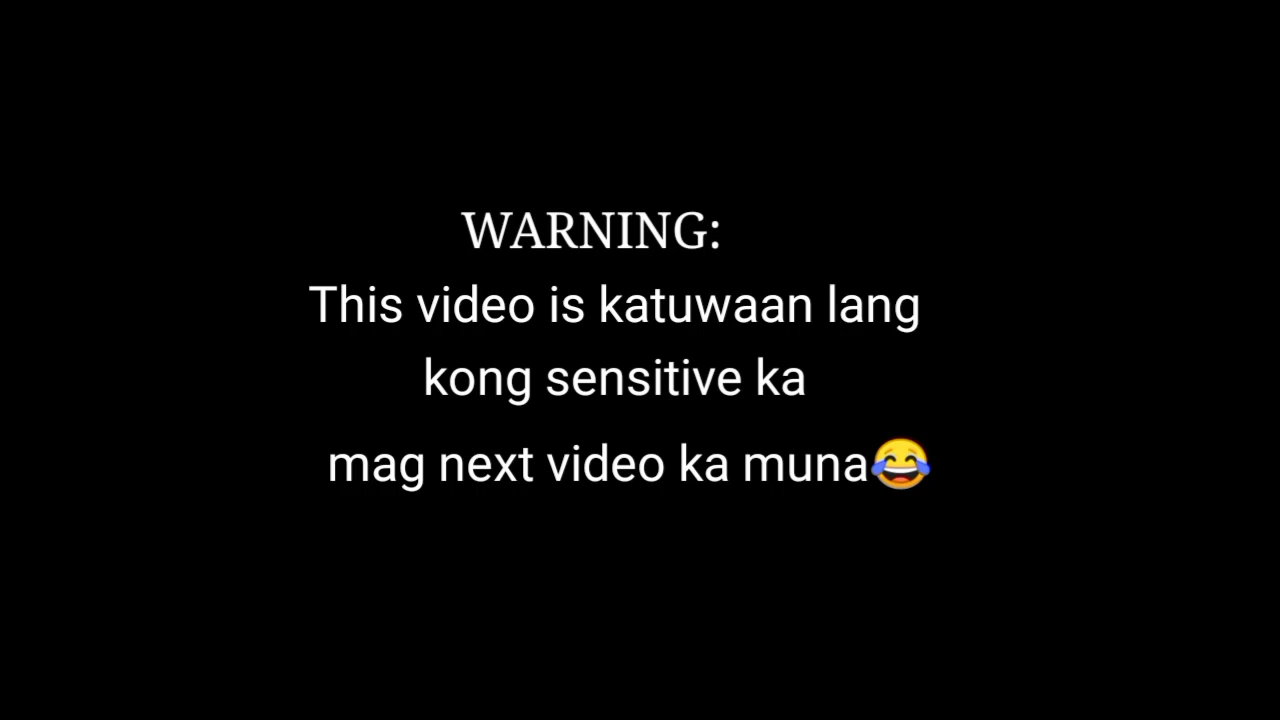 WARNING:
This video is katuwaan lang
kong sensitive ka
mag next video ka muna😂